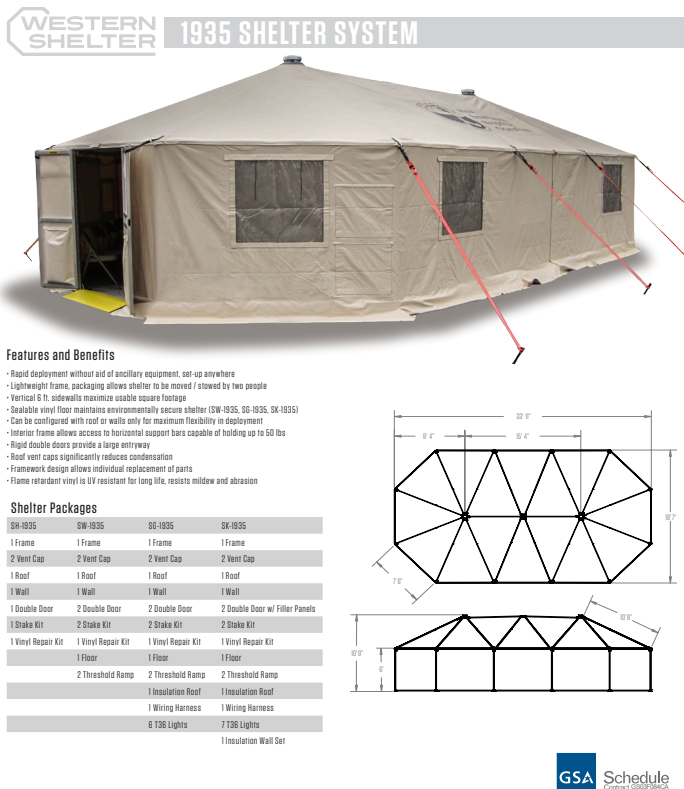 WESTERN
SHELTER
1935 SHELTER SYSTEM
Features and Benefits
• Rapid deployment without aid of ancillary equipment, set-up anywhere
• Lightweight frame, packaging allows shelter to be moved / stowed by two people
• Vertical 6 ft. sidewalls maximize usable square footage
• Sealable vinyl floor maintains environmentally secure shelter (SW-1935, SG-1935, SK-1935)
• Can be configured with roof or walls only for maximum flexibility in deployment
• Interior frame allows access to horizontal support bars capable of holding up to 50 lbs
• Rigid double doors provide a large entryway
• Roof vent caps significantly reduces condensation
• Framework design allows individual replacement of parts
• Flame retardant vinyl is UV resistant for long life, resists mildew and abrasion
Shelter Packages
SH-1935 SW-1935 SG-1935 SK-1935
1 Frame 1 Frame 1 Frame 1 Frame
2 Vent Cap 2 Vent Cap 2 Vent Cap 2 Vent Cap
1 Roof 1 Roof 1 Roof 1 Roof
1 Wall 1 Wall 1 Wall 1 Wall
1 Double Door 2 Double Door 2 Double Door 2 Double Door w/ Filler Panels
1 Stake Kit 2 Stake Kit 2 Stake Kit 2 Stake Kit
1 Vinyl Repair Kit 1 Vinyl Repair Kit 1 Vinyl Repair Kit 1 Vinyl Repair Kit
1 Floor 1 Floor 1 Floor
2 Threshold Ramp 2 Threshold Ramp 2 Threshold Ramp
1 Insulation Roof 1 Insulation Roof
1 Wiring Harness 1 Wiring Harness
6 T36 Lights 7 T36 Lights
1 Insulation Wall Set
9' 4" 15' 4"
7' 6"
10' 9"
GSA Schedule
Contract GS03F084CA